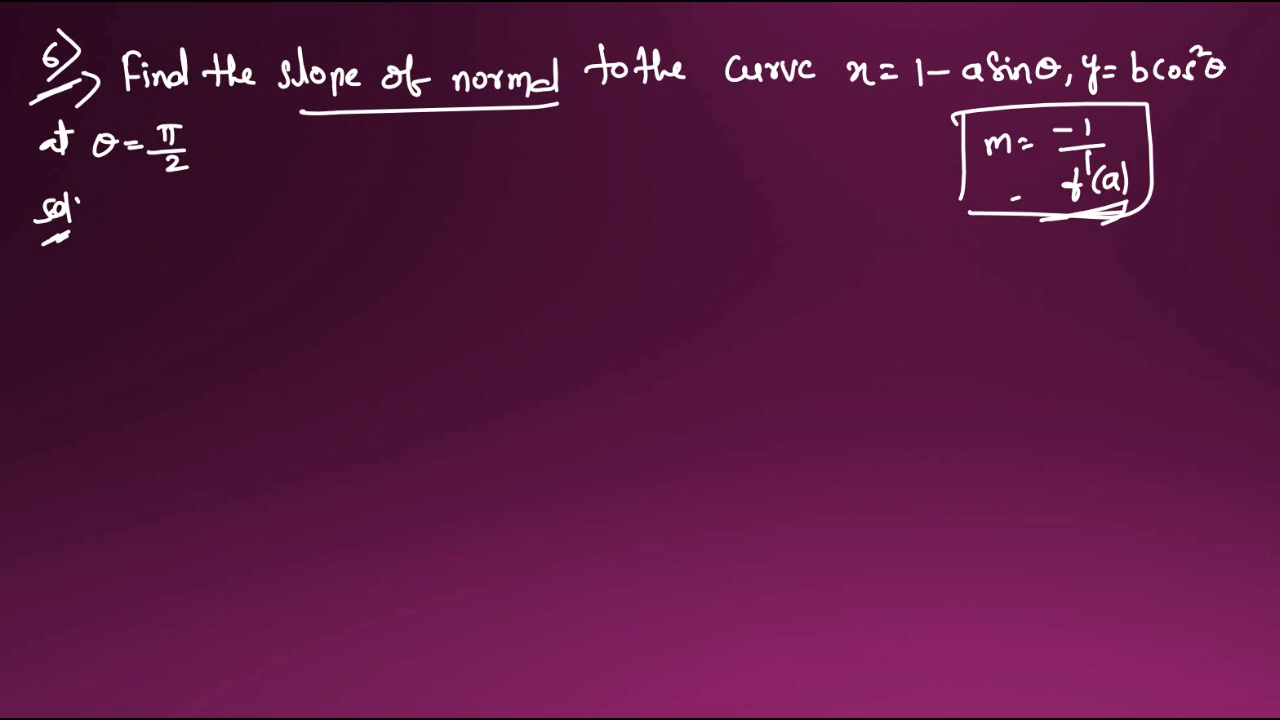 6) Find the slope of normal to the curve x = 1 - a sinθ, y = b cos²θ
at θ = π/2
m = -1/f'(a)
sol: